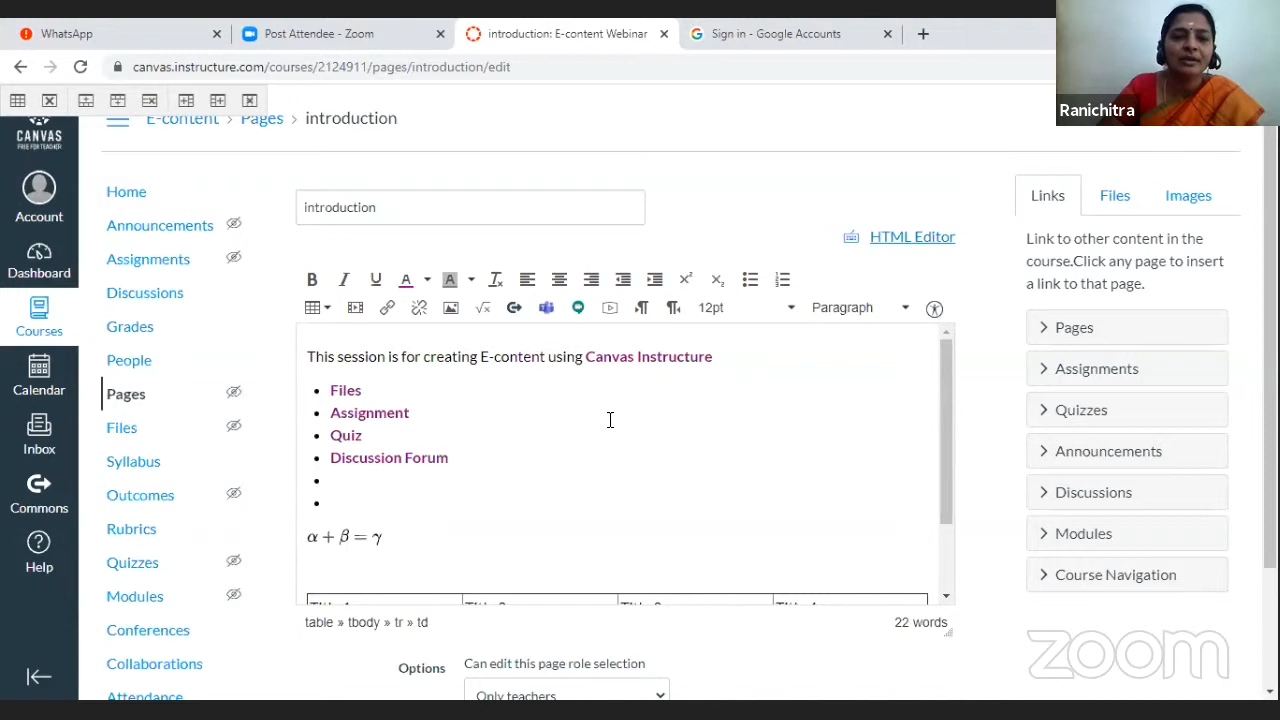 WhatsApp
Post Attendee - Zoom
introduction: E-content Webinar
Sign in - Google Accounts
canvas.instructure.com/courses/2124911/pages/introduction/edit
Ranichitra
CANVAS
FREE FOR TEACHER
Account
Dashboard
Courses
Calendar
Inbox
Commons
Help
E-content
Pages
introduction
Home
Announcements
Assignments
Discussions
Grades
People
Pages
Files
Syllabus
Outcomes
Rubrics
Quizzes
Modules
Conferences
Collaborations
Attendance
introduction
HTML Editor
12pt
Paragraph
This session is for creating E-content using Canvas Instructure
Files
Assignment
Quiz
Discussion Forum
α + β = γ
table » tbody » tr » td
22 words
Options
Can edit this page role selection
Only teachers
Links
Files
Images
Link to other content in the
course.Click any page to insert
a link to that page.
Pages
Assignments
Quizzes
Announcements
Discussions
Modules
Course Navigation
zoom